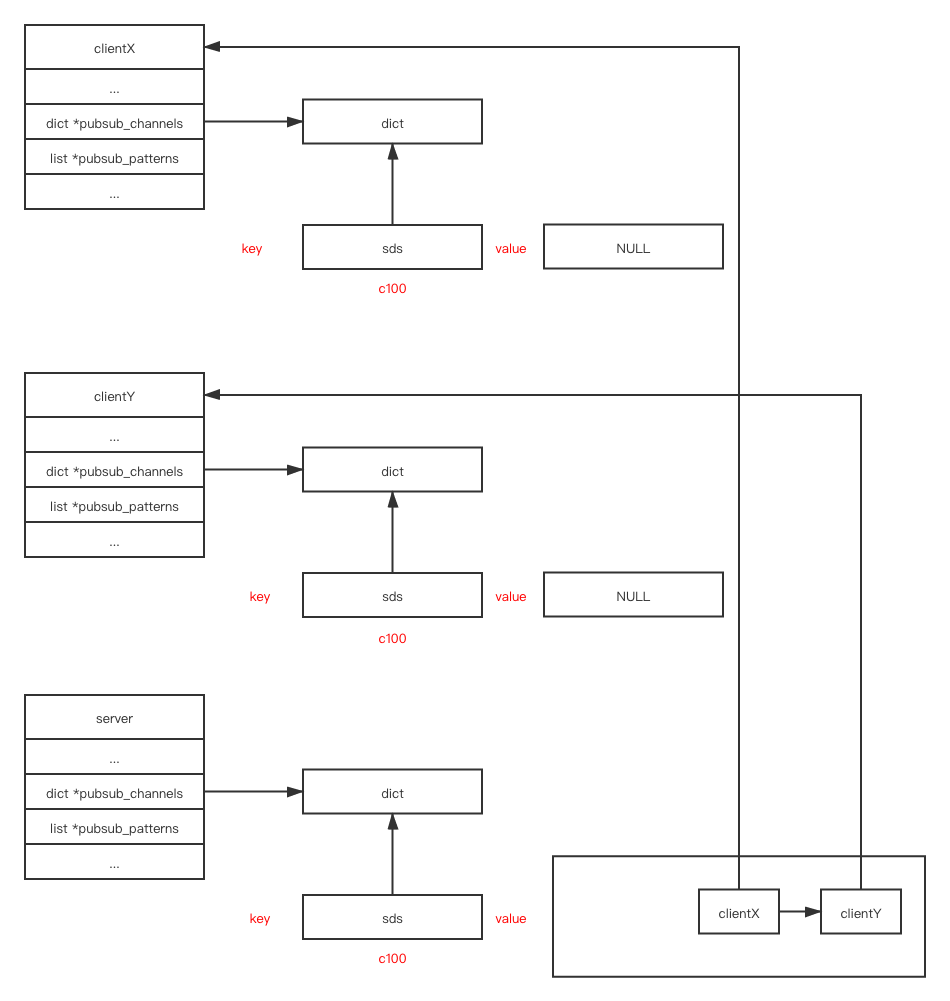 clientX
...
dict *pubsub_channels
dict
list *pubsub_patterns
...
key
sds
value
NULL
c100
clientY
...
dict *pubsub_channels
dict
list *pubsub_patterns
...
key
sds
value
NULL
c100
server
...
dict *pubsub_channels
dict
list *pubsub_patterns
...
key
sds
value
clientX
clientY
c100